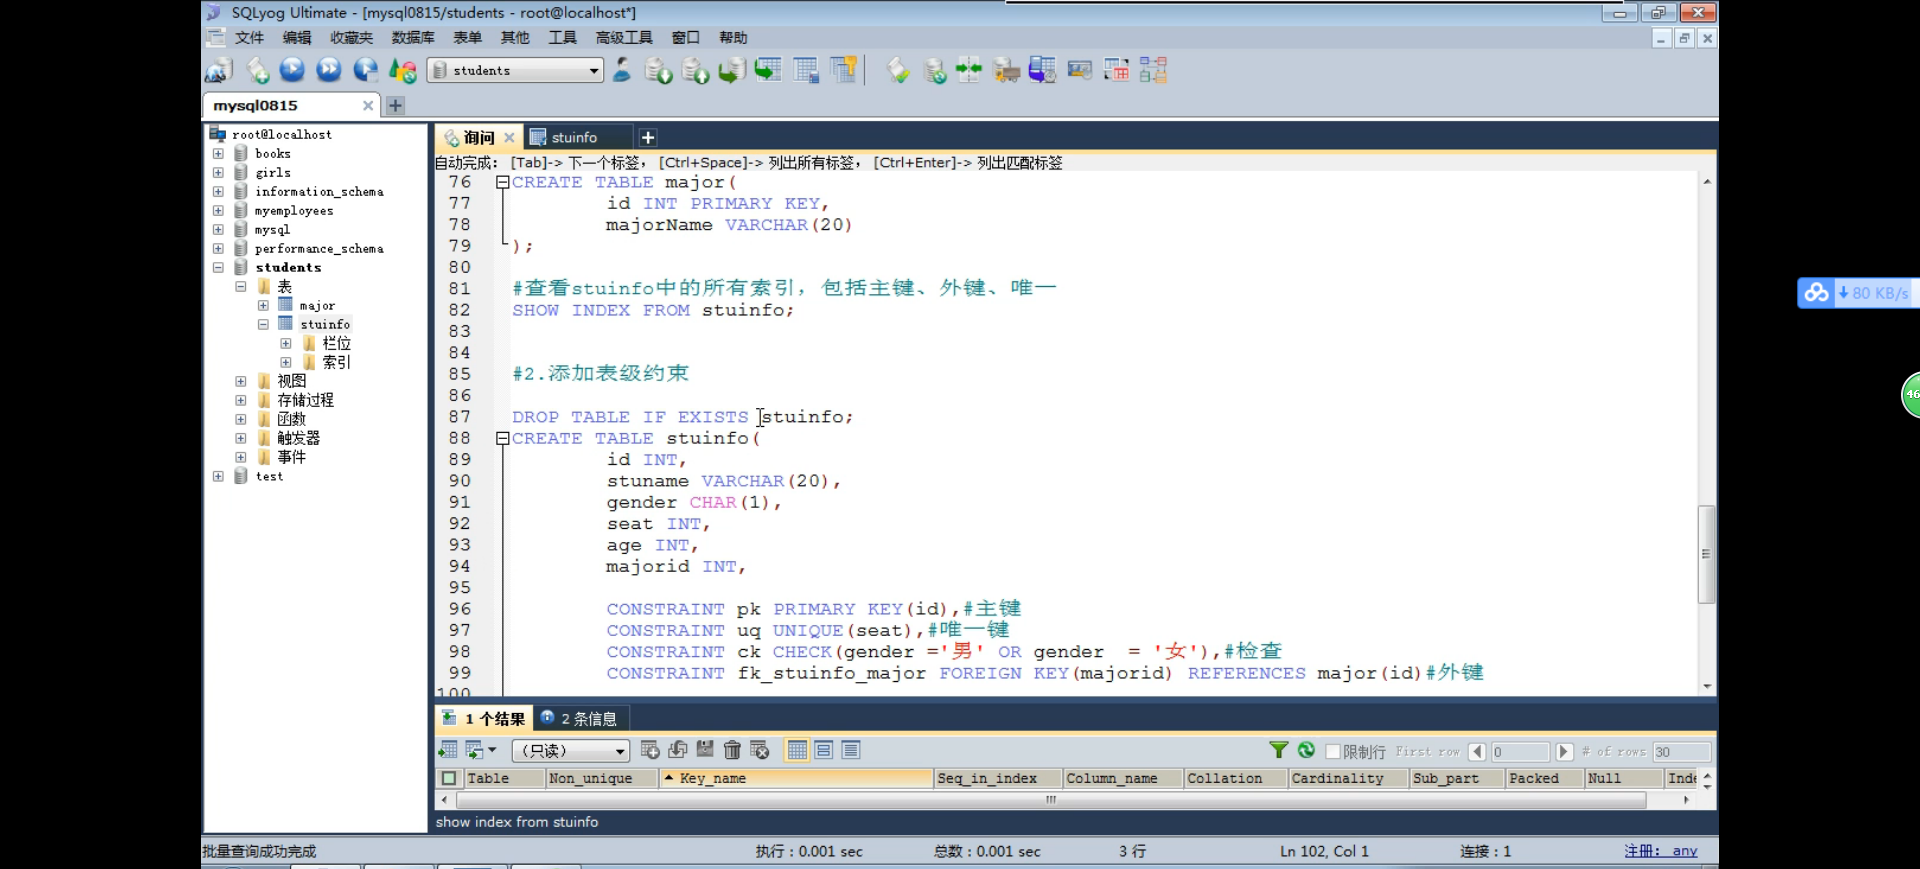 SQLyog Ultimate - [mysql0815/students - root@localhost*]
文件 编辑 收藏夹 数据库 表单 其他 工具 高级工具 窗口 帮助
students
mysql0815
root@localhost
books
girls
information_schema
myemployees
mysql
performance_schema
students
表
major
stuinfo
栏位
索引
视图
存储过程
函数
触发器
事件
test
询问
stuinfo
自动完成： [Tab]-> 下一个标签， [Ctrl+Space]-> 列出所有标签， [Ctrl+Enter]-> 列出匹配标签
76 CREATE TABLE major(
77 id INT PRIMARY KEY,
78 majorName VARCHAR(20)
79 );
80
81 #查看stuinfo中的所有索引，包括主键、外键、唯一
82 SHOW INDEX FROM stuinfo;
83
84
85 #2.添加表级约束
86
87 DROP TABLE IF EXISTS stuinfo;
88 CREATE TABLE stuinfo(
89 id INT,
90 stuname VARCHAR(20),
91 gender CHAR(1),
92 seat INT,
93 age INT,
94 majorid INT,
95
96 CONSTRAINT pk PRIMARY KEY(id),#主键
97 CONSTRAINT uq UNIQUE(seat),#唯一键
98 CONSTRAINT ck CHECK(gender ='男' OR gender  = '女'),#检查
99 CONSTRAINT fk_stuinfo_major FOREIGN KEY(majorid) REFERENCES major(id)#外键
100
1 个结果 2 条信息
(只读) 限制行 First row 0 # of rows 30
Table Non_unique Key_name Seq_in_index Column_name Collation Cardinality Sub_part Packed Null Inde
show index from stuinfo
批量查询成功完成 执行 : 0.001 sec 总数 : 0.001 sec 3 行 Ln 102, Col 1 连接 : 1 注册: any
80 KB/s
46